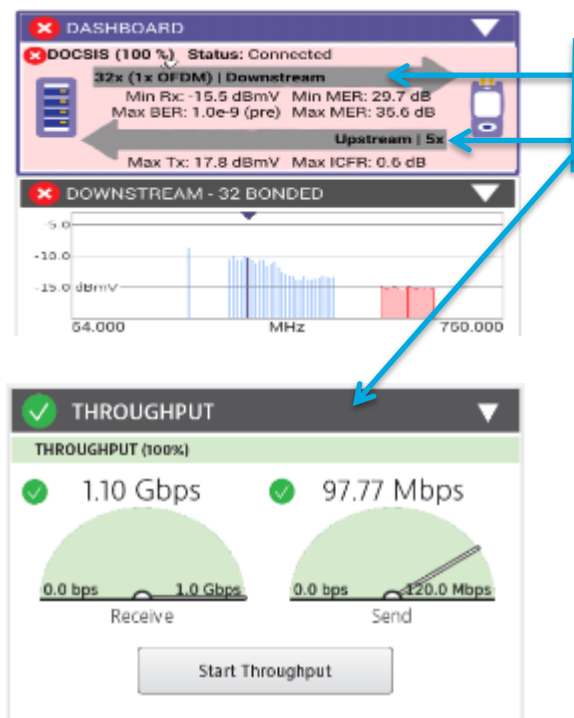 DASHBOARD
DOCSIS (100 %) Status: Connected
32x (1x OFDM) | Downstream
Min Rx: -15.5 dBmV Min MER: 29.7 dB
Max BER: 1.0e-9 (pre) Max MER: 35.6 dB
Upstream | 5x
Max Tx: 17.8 dBmV Max ICFR: 0.6 dB
DOWNSTREAM - 32 BONDED
-5.0
-10.0
-15.0 dBmV
54.000 MHz 750.000
THROUGHPUT
THROUGHPUT (100%)
1.10 Gbps 97.77 Mbps
0.0 bps 1.0 Gbps 0.0 bps 120.0 Mbps
Receive Send
Start Throughput